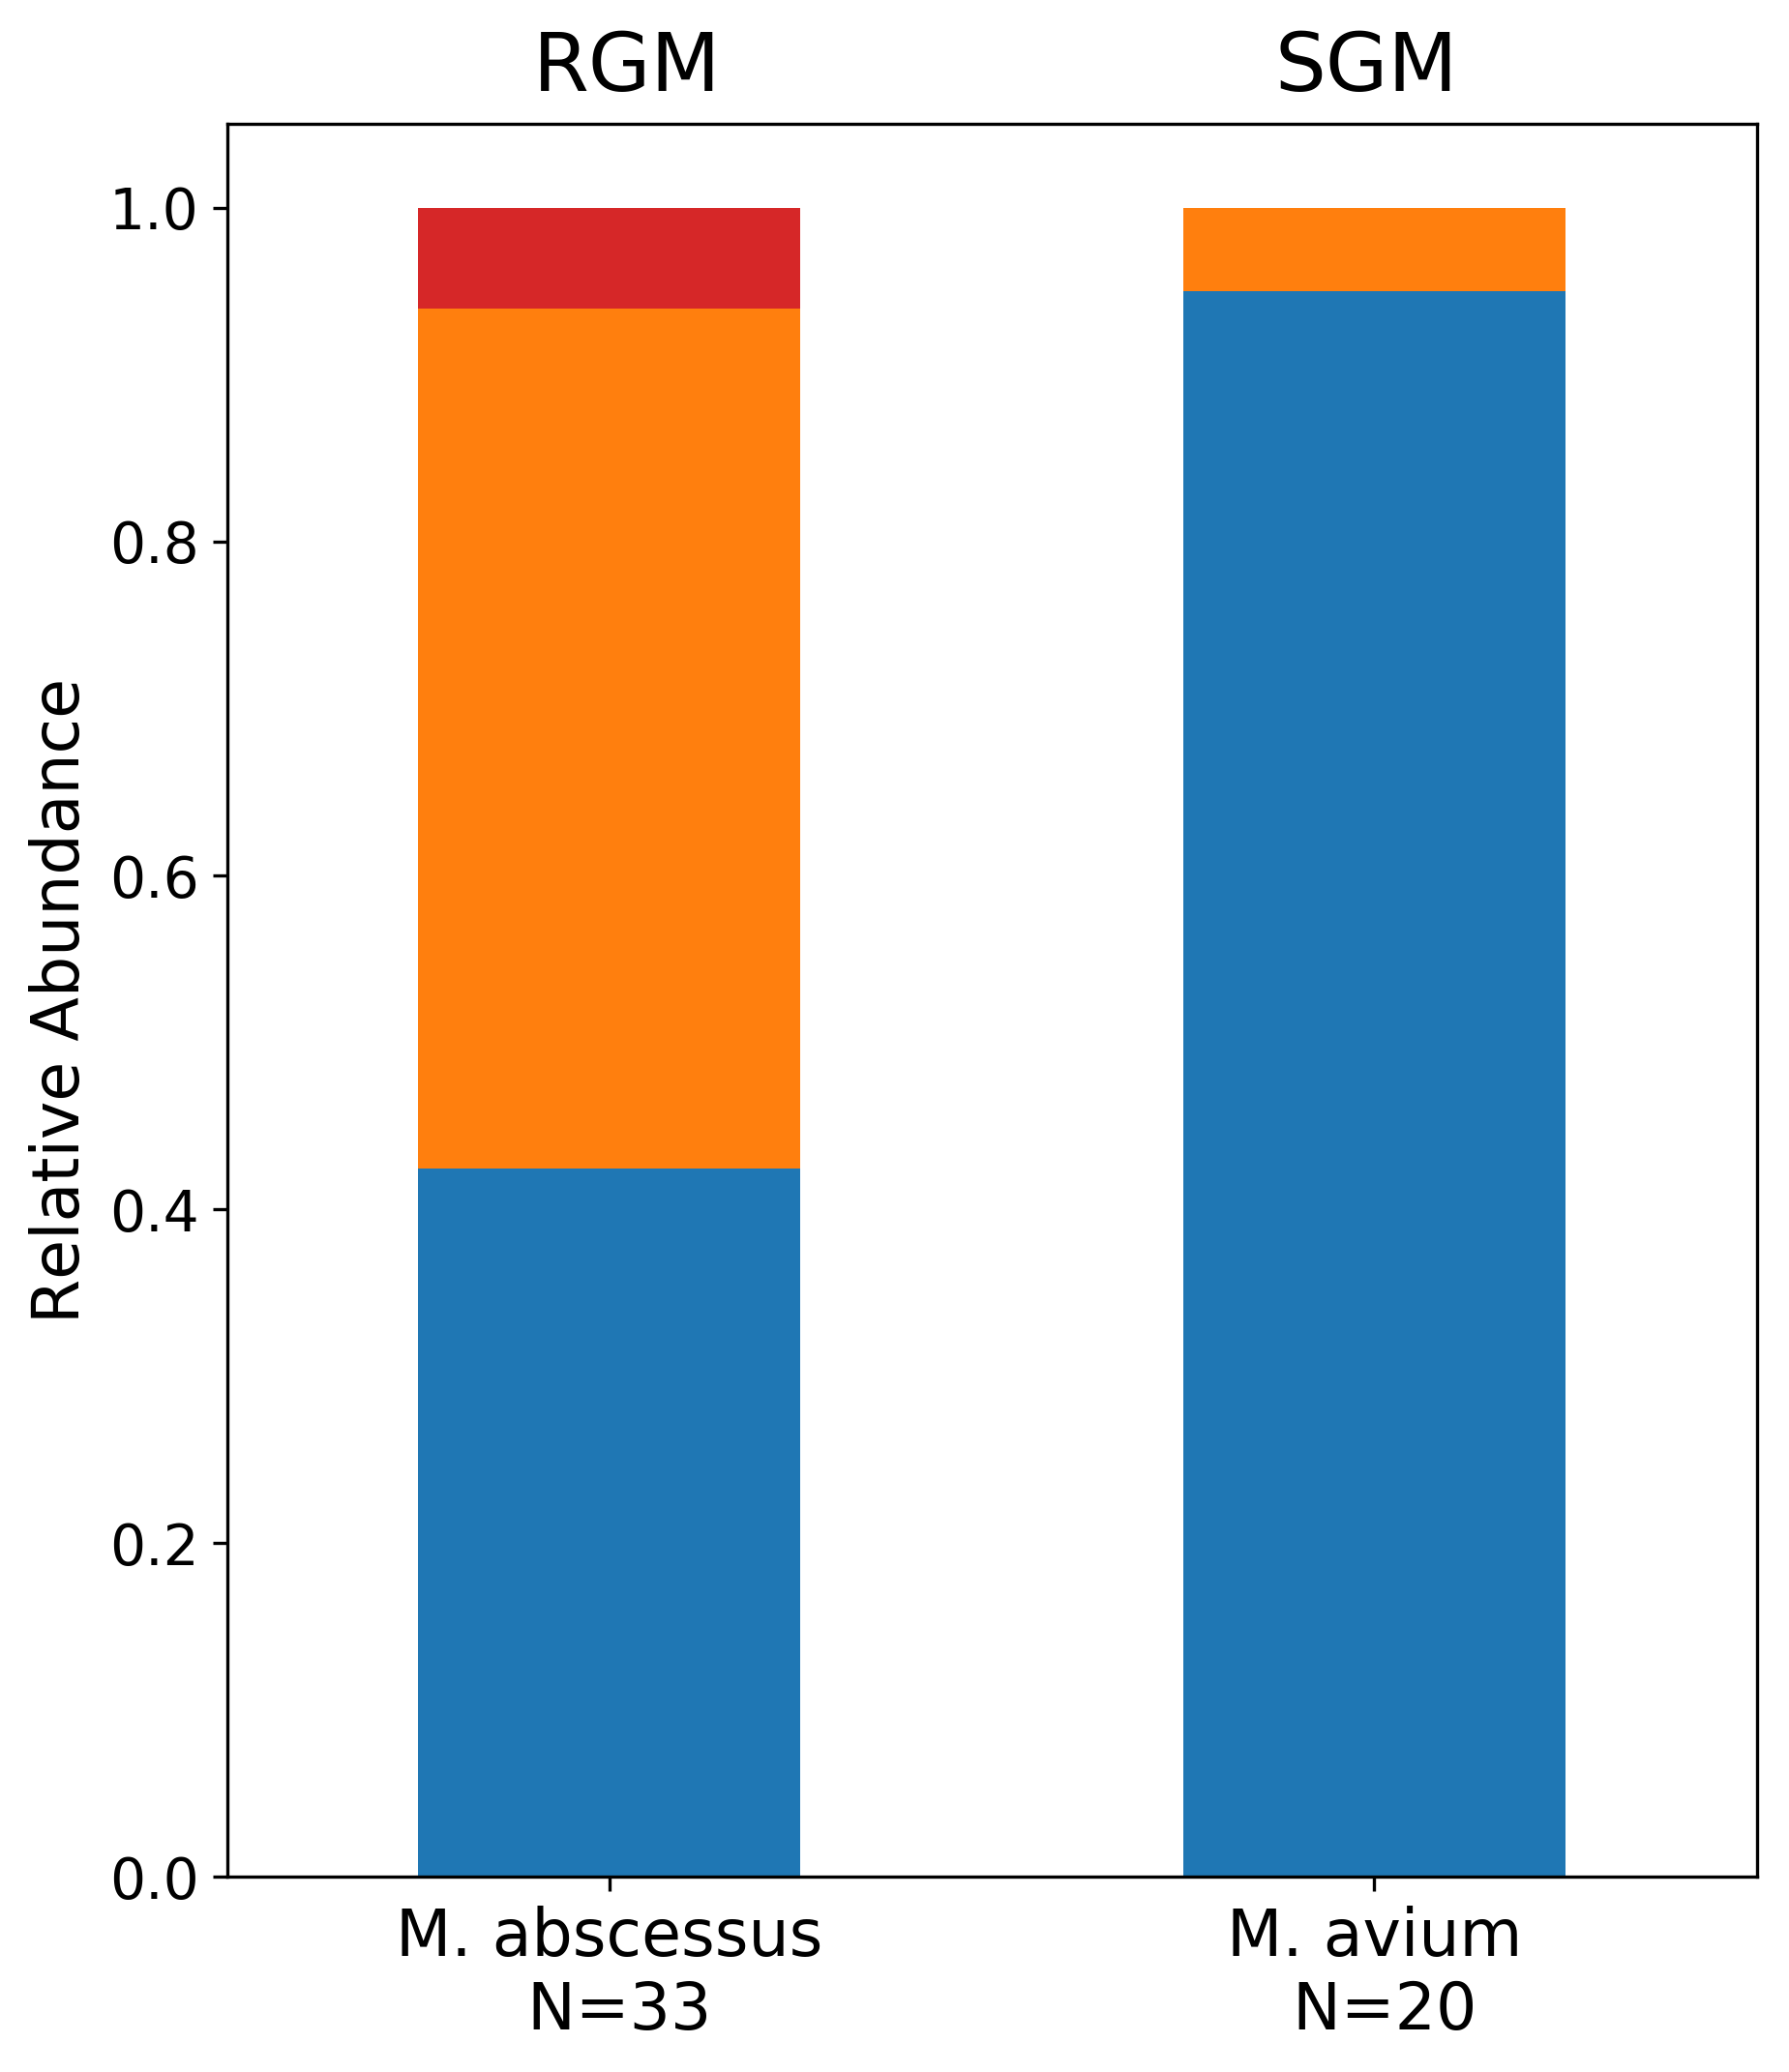 RGM
SGM
1.0
0.8
0.6
0.4
0.2
0.0
Relative Abundance
M. abscessus
N=33
M. avium
N=20